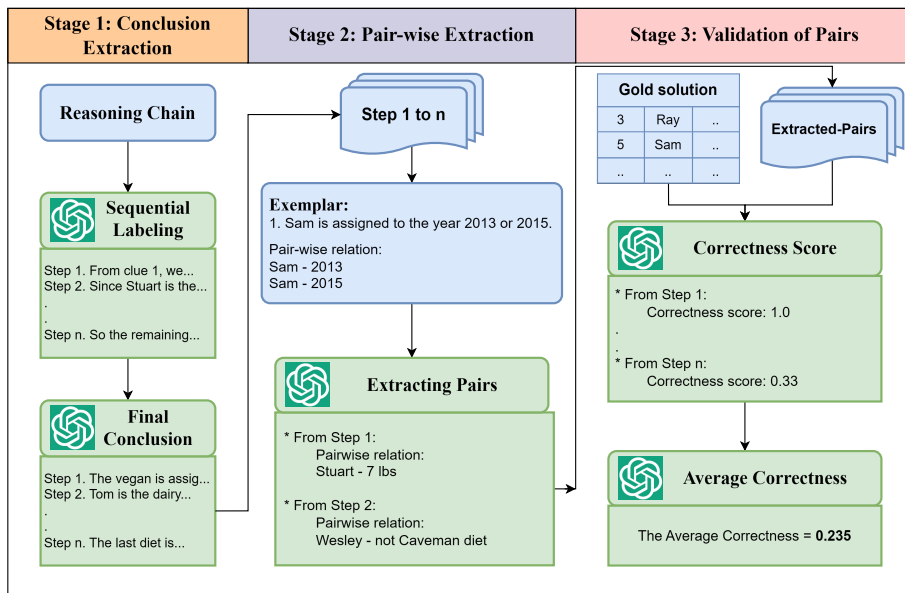 Stage 1: Conclusion
Extraction
Stage 2: Pair-wise Extraction
Stage 3: Validation of Pairs
Reasoning Chain
Sequential
Labeling
Step 1. From clue 1, we...
Step 2. Since Stuart is the...
.
.
Step n. So the remaining...
Final
Conclusion
Step 1. The vegan is assig...
Step 2. Tom is the dairy...
.
.
Step n. The last diet is...
Step 1 to n
Exemplar:
1. Sam is assigned to the year 2013 or 2015.
Pair-wise relation:
Sam - 2013
Sam - 2015
Extracting Pairs
* From Step 1:
Pairwise relation:
Stuart - 7 lbs
* From Step 2:
Pairwise relation:
Wesley - not Caveman diet
Gold solution
3 Ray ..
5 Sam ..
.. .. ..
Extracted-Pairs
Correctness Score
* From Step 1:
Correctness score: 1.0
.
.
* From Step n:
Correctness score: 0.33
Average Correctness
The Average Correctness = 0.235